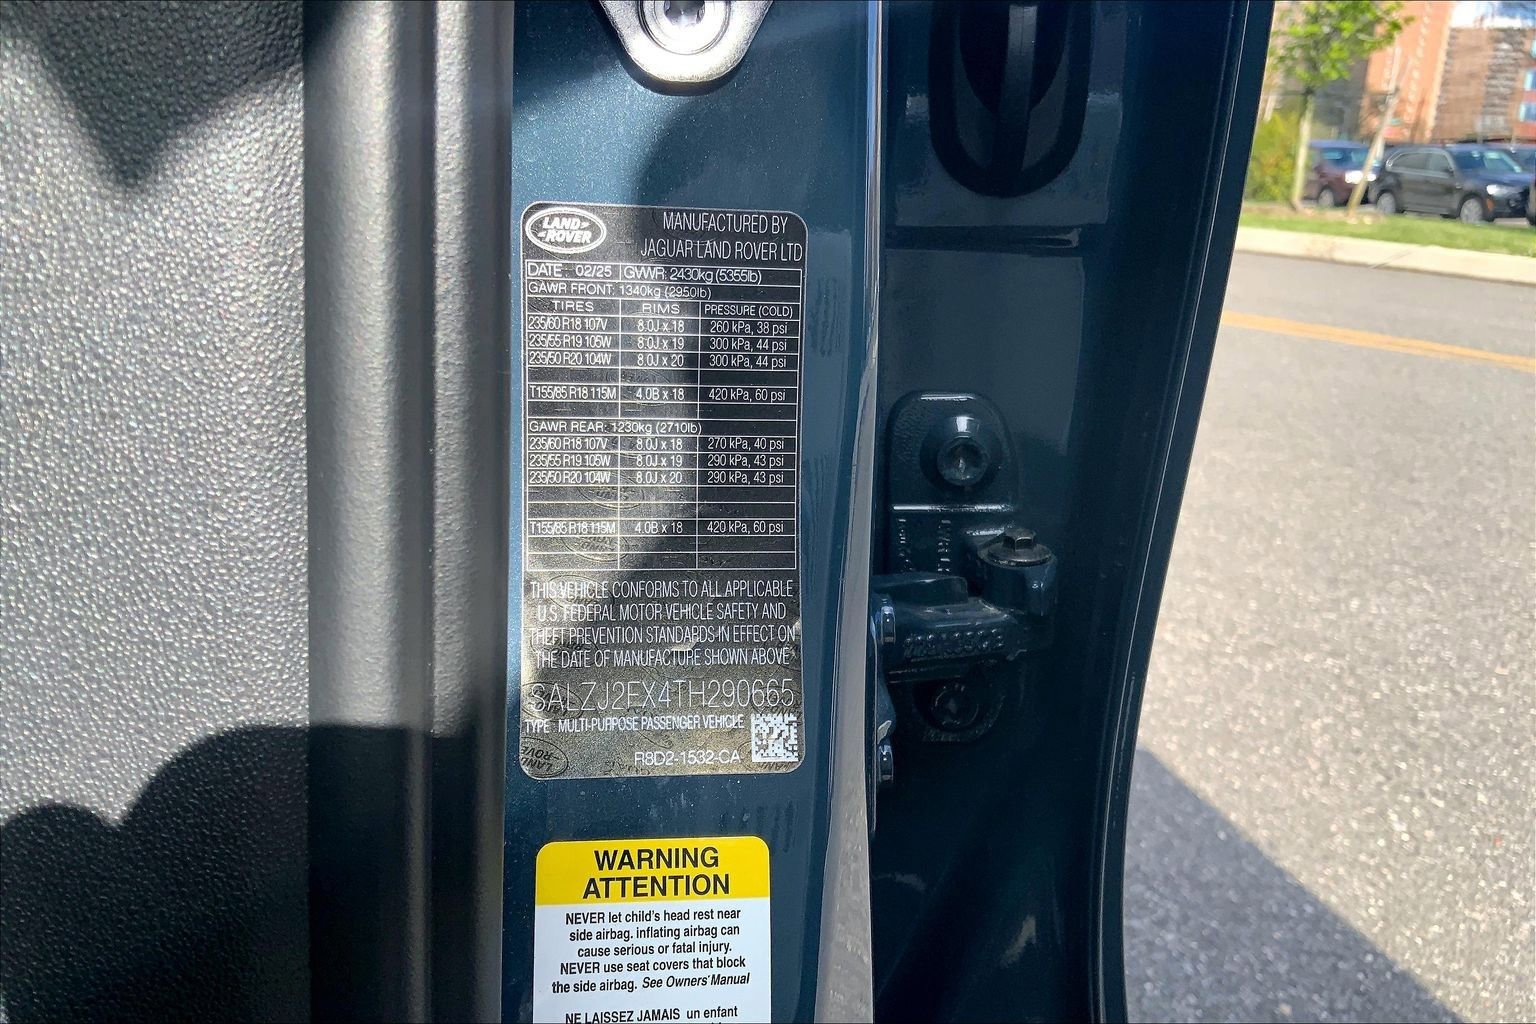 LAND-
-ROVER
MANUFACTURED BY
JAGUAR LAND ROVER LTD
DATE: 02/25 GVWR: 2430kg (5355lb)
GAWR FRONT: 1340kg (2950lb)
TIRES RIMS PRESSURE (COLD)
235/60 R18 107V 8.0J x 18 260 kPa, 38 psi
235/55 R19 105W 8.0J x 19 300 kPa, 44 psi
235/50 R20 104W 8.0J x 20 300 kPa, 44 psi
T155/85 R18 115M 4.0B x 18 420 kPa, 60 psi
GAWR REAR: 1230kg (2710lb)
235/60 R18 107V 8.0J x 18 270 kPa, 40 psi
235/55 R19 105W 8.0J x 19 290 kPa, 43 psi
235/50 R20 104W 8.0J x 20 290 kPa, 43 psi
T155/85 R18 115M 4.0B x 18 420 kPa, 60 psi
THIS VEHICLE CONFORMS TO ALL APPLICABLE
U.S. FEDERAL MOTOR VEHICLE SAFETY AND
THEFT PREVENTION STANDARDS IN EFFECT ON
THE DATE OF MANUFACTURE SHOWN ABOVE
SALZJ2FX4TH290665
TYPE: MULTI-PURPOSE PASSENGER VEHICLE
R8D2-1532-CA
WARNING
ATTENTION
NEVER let child's head rest near
side airbag. inflating airbag can
cause serious or fatal injury.
NEVER use seat covers that block
the side airbag. See Owners' Manual
NE LAISSEZ JAMAIS un enfant